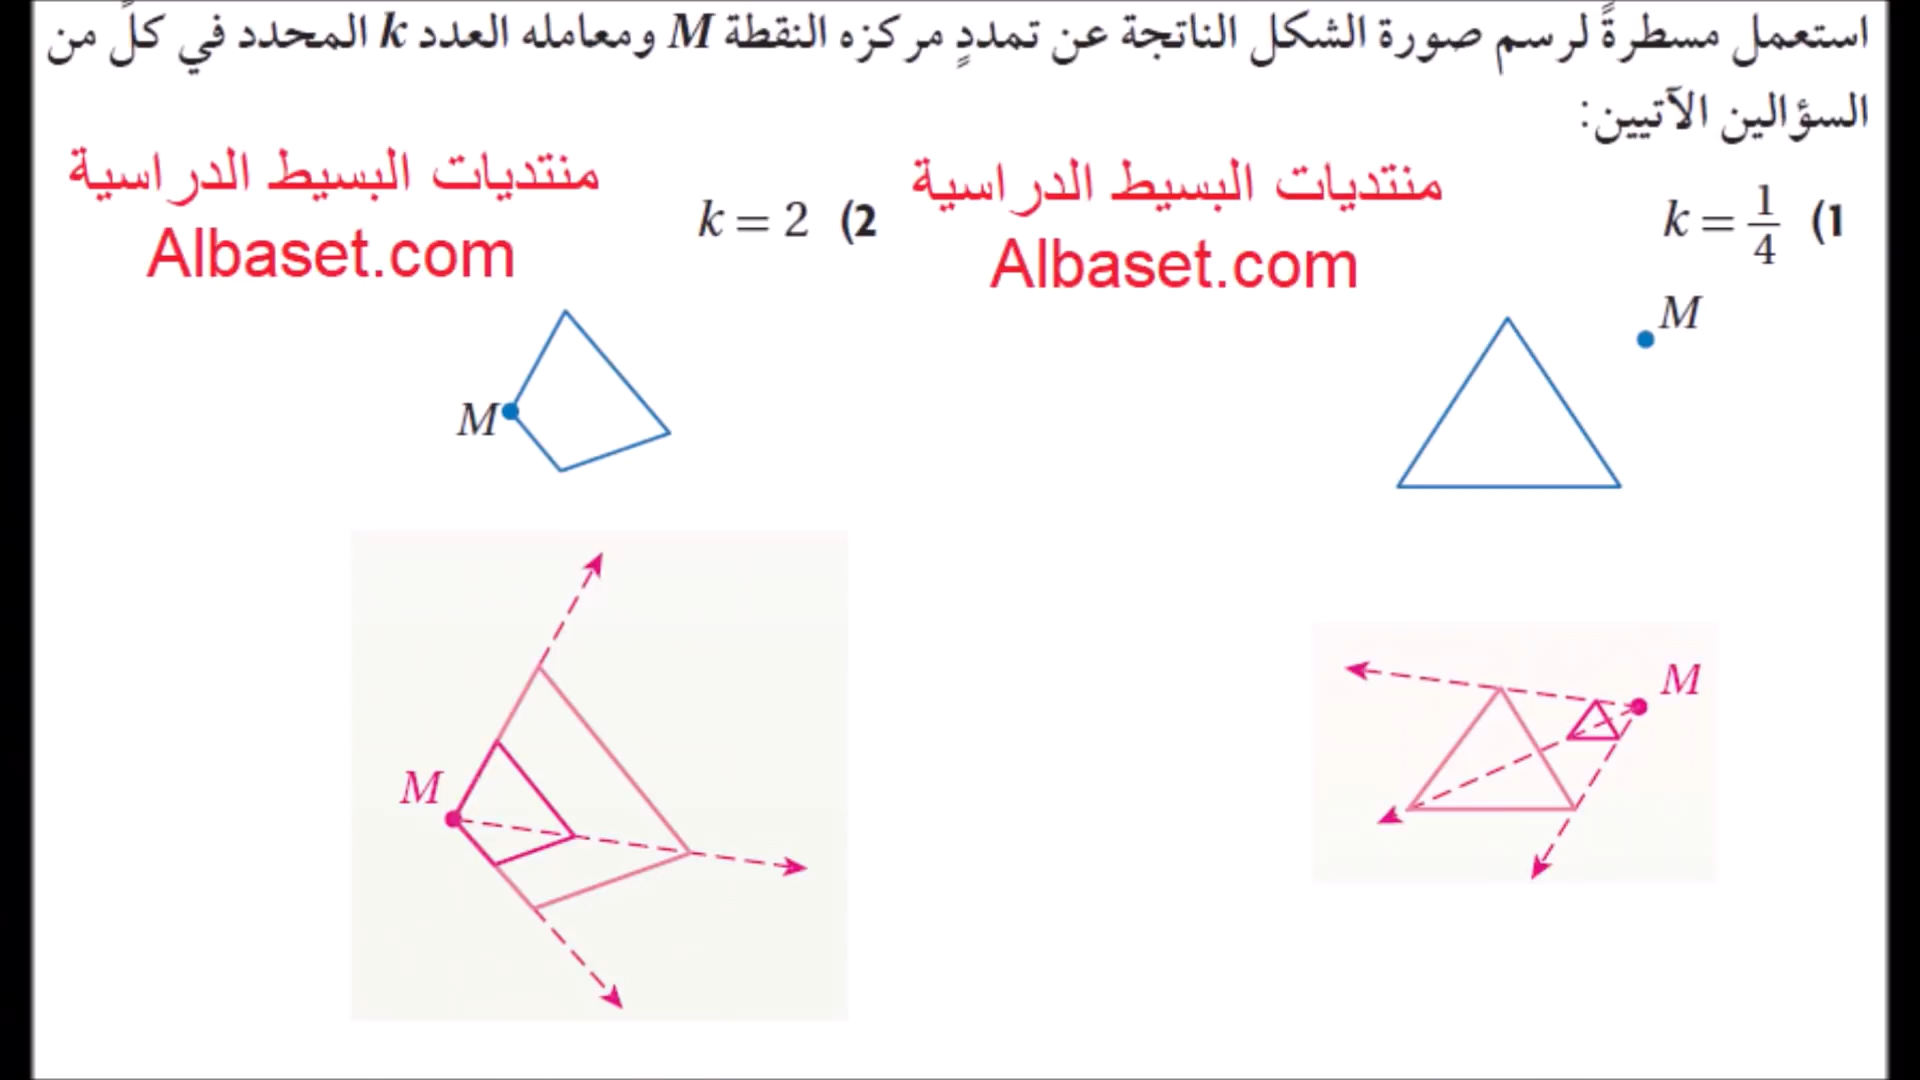 استعمل مسطرةً لرسم صورة الشكل الناتجة عن تمددٍ مركزه النقطة M ومعامله العدد k المحدد في كلّ من
السؤالين الآتيين:
منتديات البسيط الدراسية
Albaset.com
1) k = 1/4
M
منتديات البسيط الدراسية
Albaset.com
2) k = 2
M
M
M